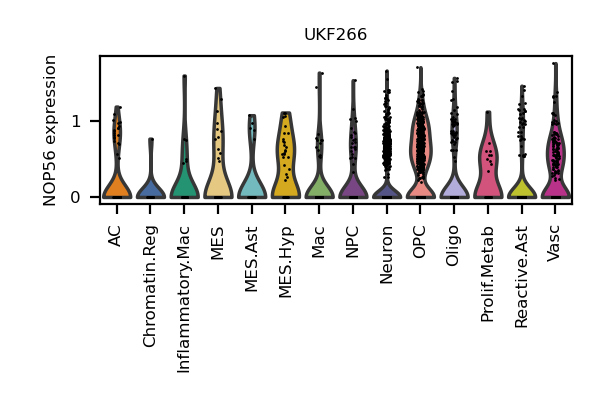 UKF266
NOP56 expression
1
0
AC
Chromatin.Reg
Inflammatory.Mac
MES
MES.Ast
MES.Hyp
Mac
NPC
Neuron
OPC
Oligo
Prolif.Metab
Reactive.Ast
Vasc